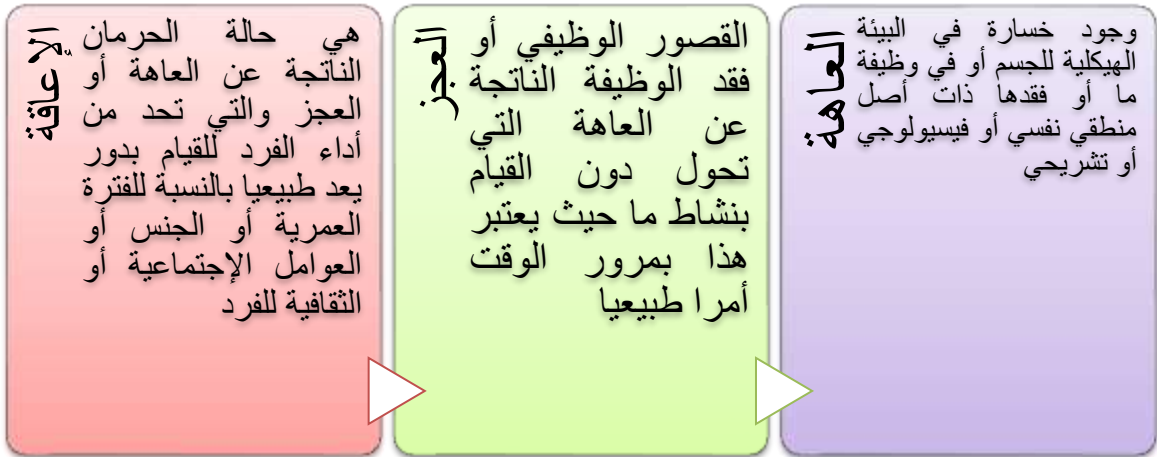 العاهة
وجود خسارة في البيئة
الهيكلية للجسم أو في وظيفة
ما أو فقدها ذات أصل
منطقي نفسي أو فيسيولوجي
أو تشريحي
العجز
القصور الوظيفي أو
فقد الوظيفة الناتجة
عن العاهة التي
تحول دون القيام
بنشاط ما حيث يعتبر
هذا بمرور الوقت
أمرا طبيعيا
الإعاقة
هي حالة الحرمان
الناتجة عن العاهة أو
العجز والتي تحد من
أداء الفرد للقيام بدور
يعد طبيعيا بالنسبة للفترة
العمرية أو الجنس أو
العوامل الإجتماعية أو
الثقافية للفرد